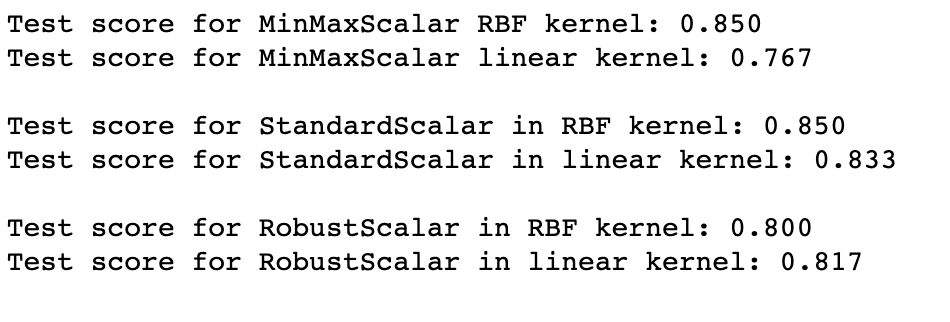 Test score for MinMaxScalar RBF kernel: 0.850
Test score for MinMaxScalar linear kernel: 0.767
Test score for StandardScalar in RBF kernel: 0.850
Test score for StandardScalar in linear kernel: 0.833
Test score for RobustScalar in RBF kernel: 0.800
Test score for RobustScalar in linear kernel: 0.817